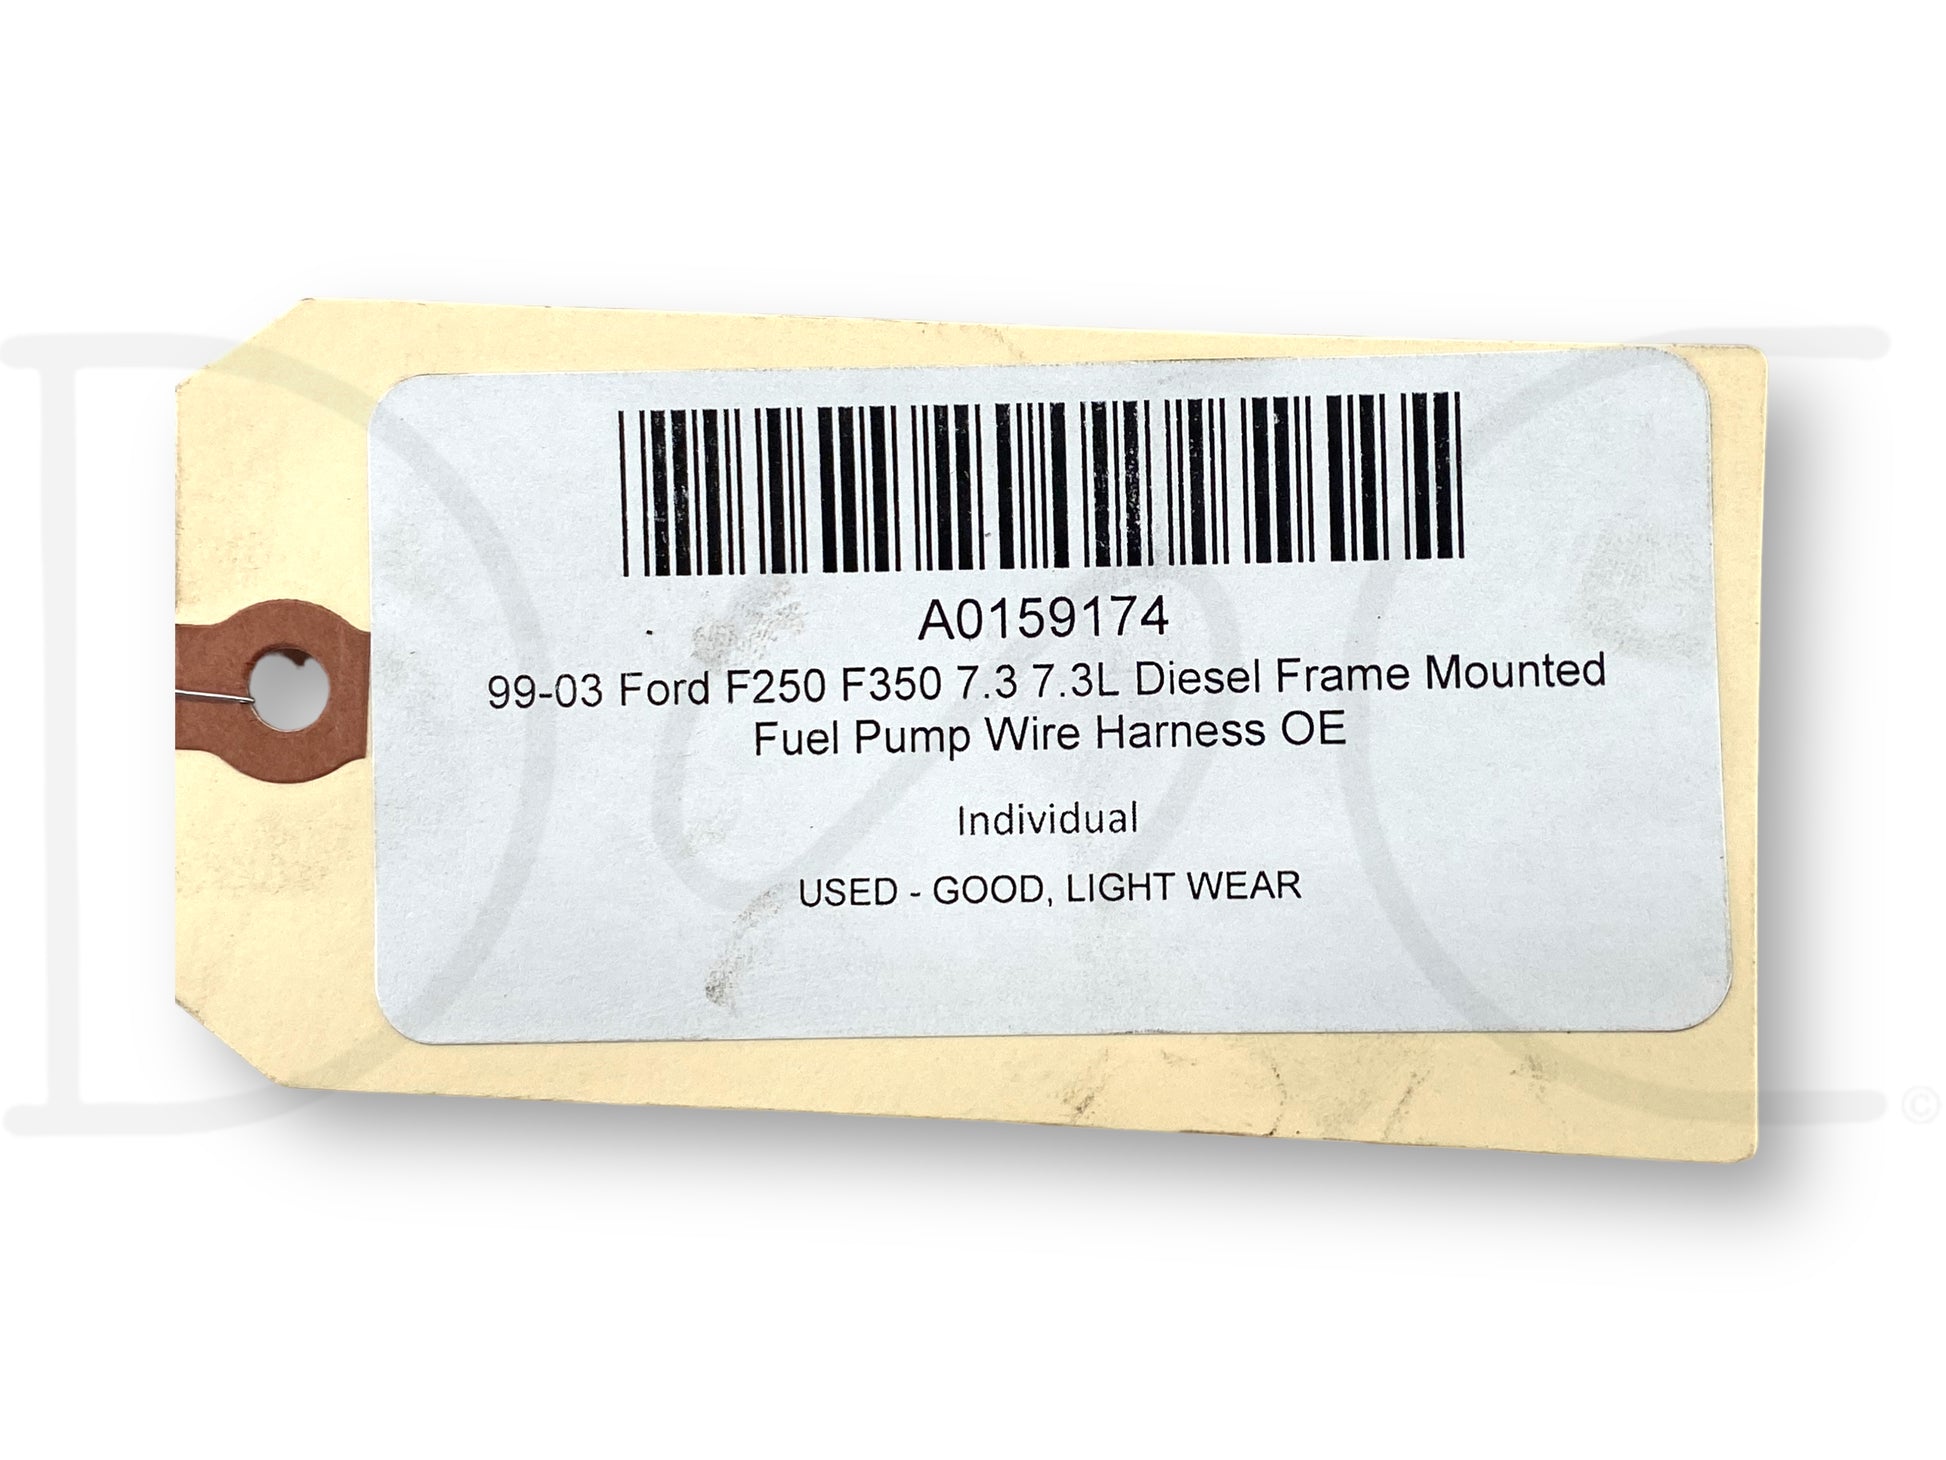 A0159174
99-03 Ford F250 F350 7.3 7.3L Diesel Frame Mounted
Fuel Pump Wire Harness OE
Individual
USED - GOOD, LIGHT WEAR
D C
©